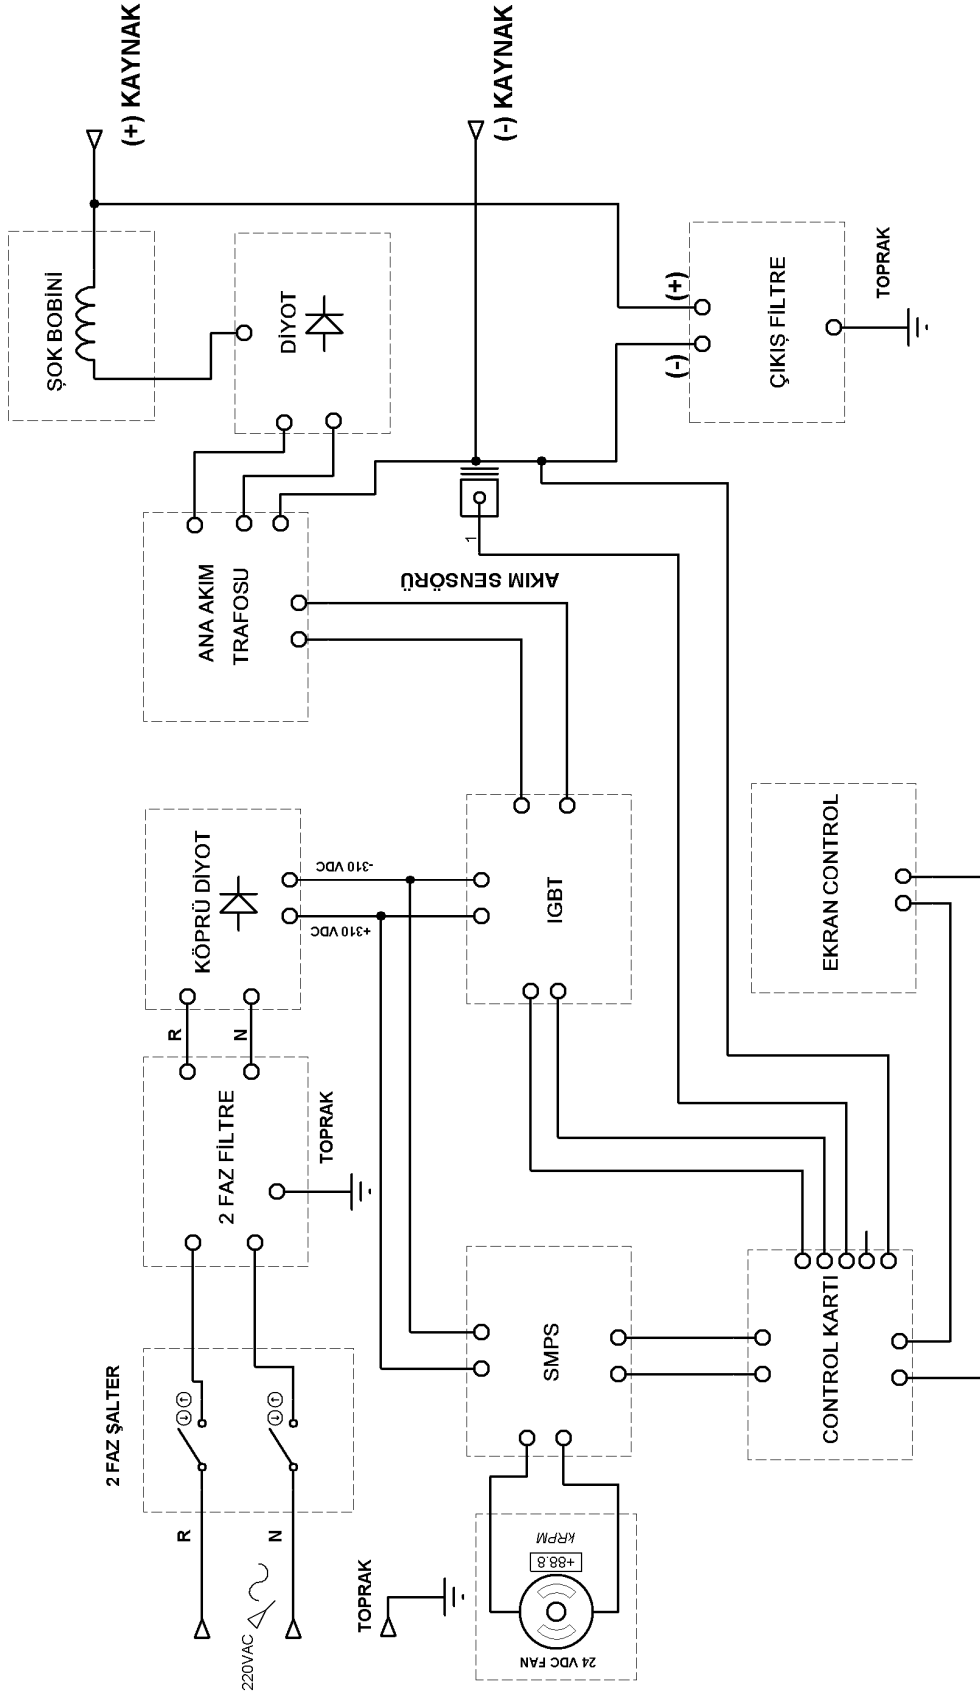 220VAC
R
N
2 FAZ ŞALTER
2 FAZ FİLTRE
TOPRAK
R
N
KÖPRÜ DİYOT
+310 VDC
-310 VDC
ANA AKIM
TRAFOSU
ŞOK BOBİNİ
DİYOT
(+) KAYNAK
(-) KAYNAK
TOPRAK
24 VDC FAN
+88.8
kRPM
SMPS
IGBT
AKIM SENSÖRÜ
1
(-)
(+)
ÇIKIŞ FİLTRE
TOPRAK
CONTROL KARTI
EKRAN CONTROL